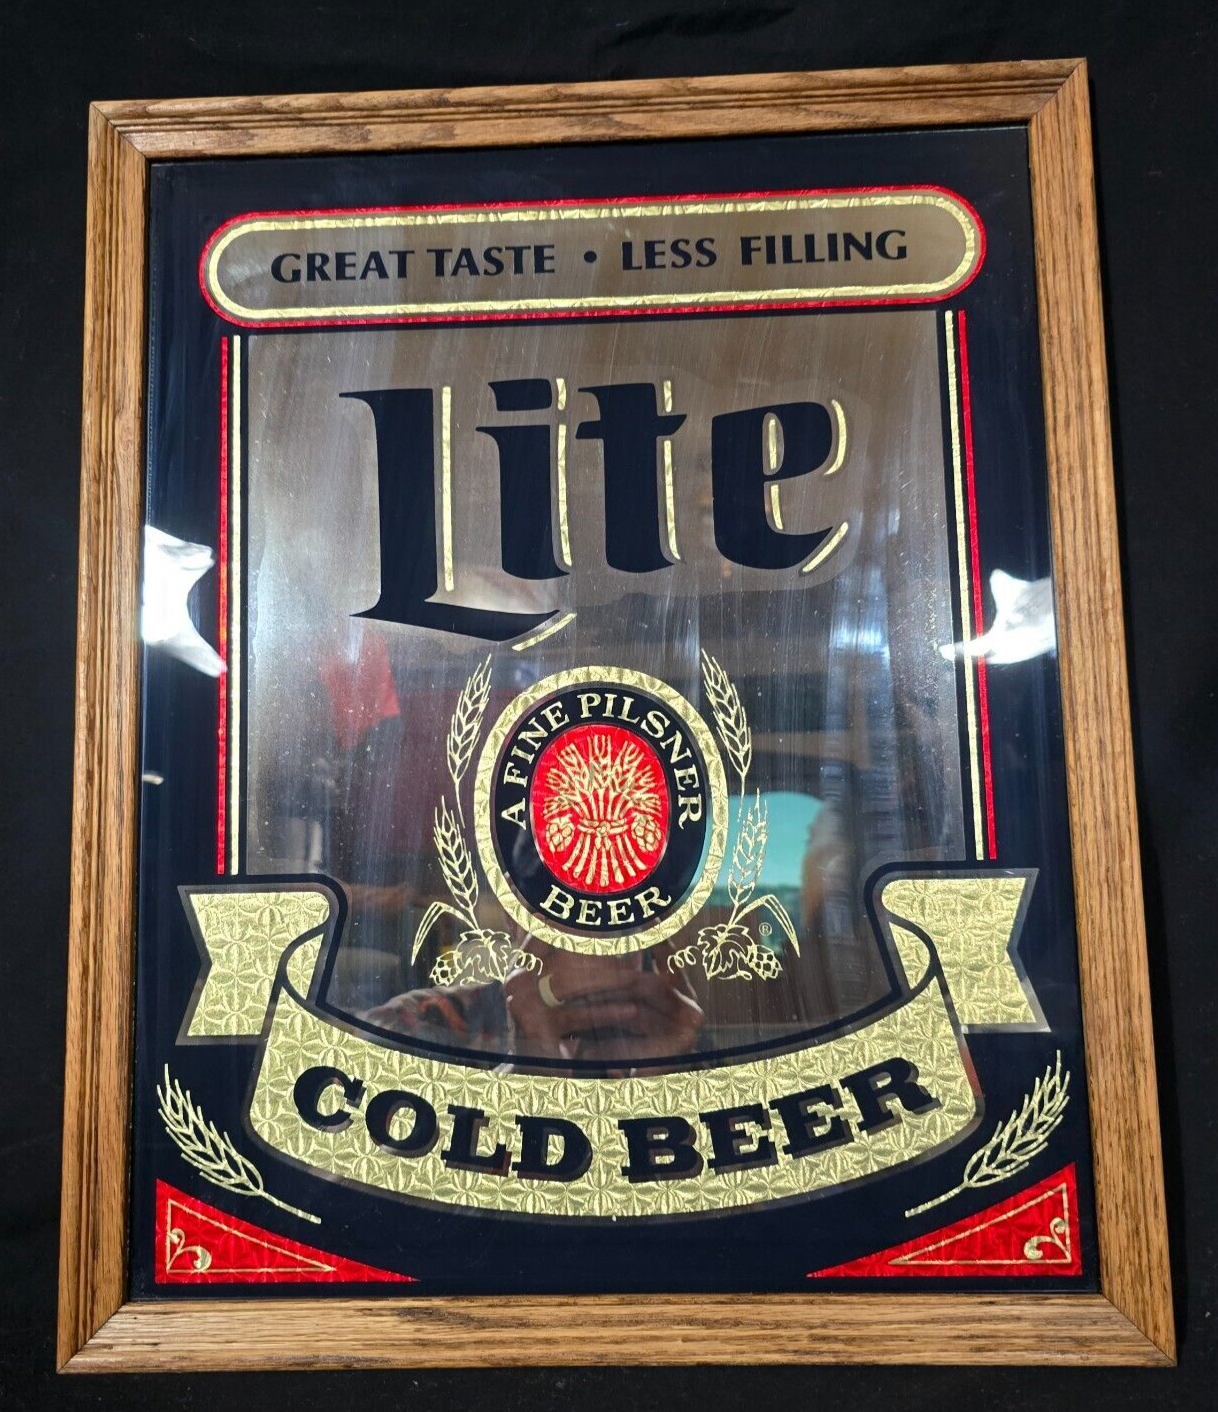 GREAT TASTE • LESS FILLING
Lite
A FINE PILSNER
BEER
®
COLD BEER